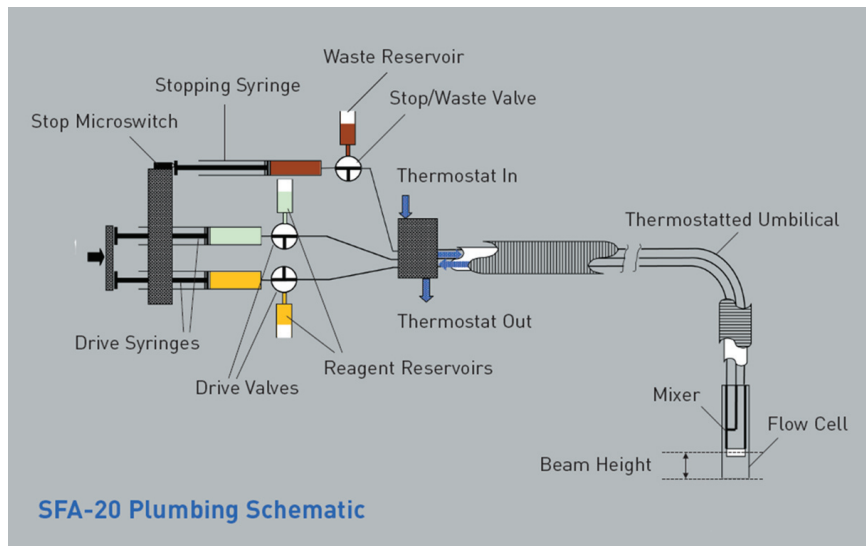 Waste Reservoir
Stopping Syringe
Stop/Waste Valve
Stop Microswitch
Thermostat In
Thermostatted Umbilical
Thermostat Out
Drive Syringes
Reagent Reservoirs
Drive Valves
Mixer
Flow Cell
Beam Height
SFA-20 Plumbing Schematic